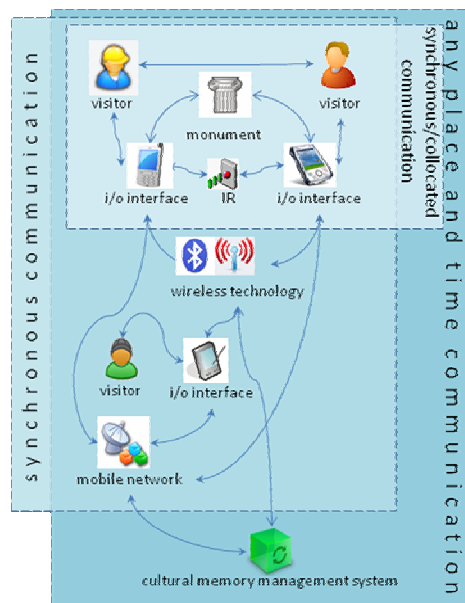 synchronous communication
any place and time communication
synchronous/collocated
communication
visitor
visitor
monument
i/o interface
IR
i/o interface
wireless technology
visitor
i/o interface
mobile network
cultural memory management system